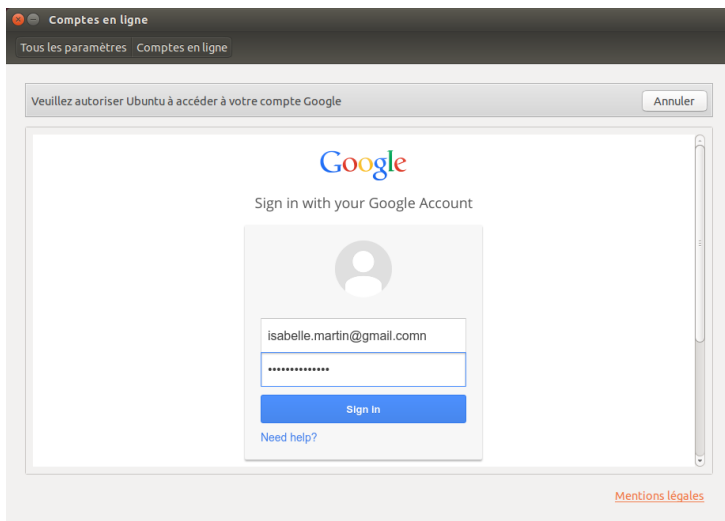 Comptes en ligne
Tous les paramètres Comptes en ligne
Veuillez autoriser Ubuntu à accéder à votre compte Google
Annuler
Google
Sign in with your Google Account
isabelle.martin@gmail.comn
••••••••••••••
Sign in
Need help?
Mentions légales